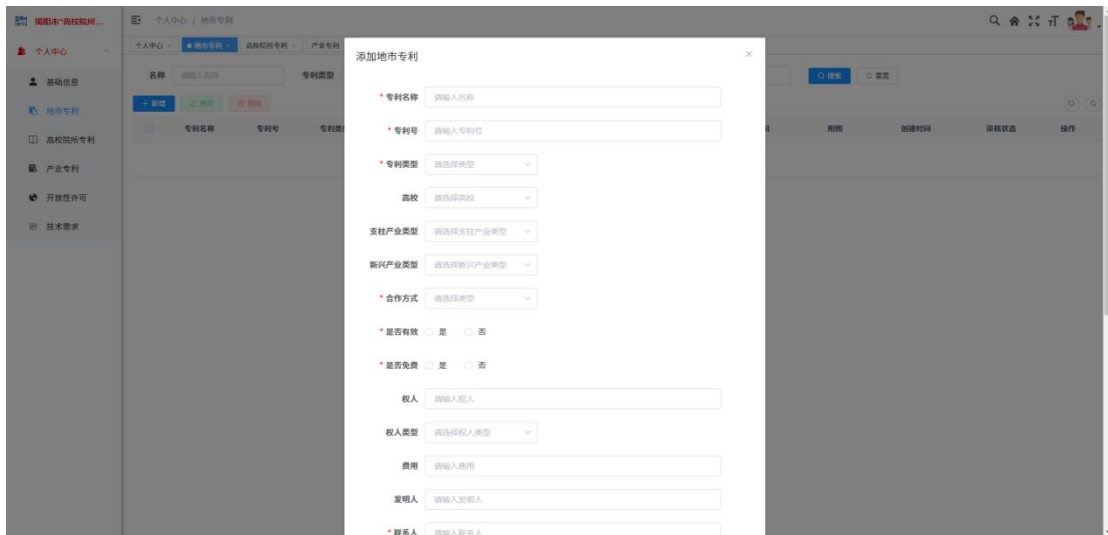 揭阳市“高校院所...
个人中心 / 地市专利
个人中心
基础信息
地市专利
高校院所专利
产业专利
开放性许可
技术需求
个人中心 地市专利 高校院所专利 产业专利
名称 请输入名称 专利类型 搜索 重置
+ 新增 修改 删除
专利名称 专利号 专利类 附图 创建时间 审核状态 操作
添加地市专利 ×
* 专利名称 请输入名称
* 专利号 请输入专利号
* 专利类型 请选择类型
高校 请选择高校
支柱产业类型 请选择支柱产业类型
新兴产业类型 请选择新兴产业类型
* 合作方式 请选择类型
* 是否有效 是 否
* 是否免费 是 否
权人 请输入权人
权人类型 请选择权人类型
费用 请输入费用
发明人 请输入发明人
* 联系人 请输入联系人